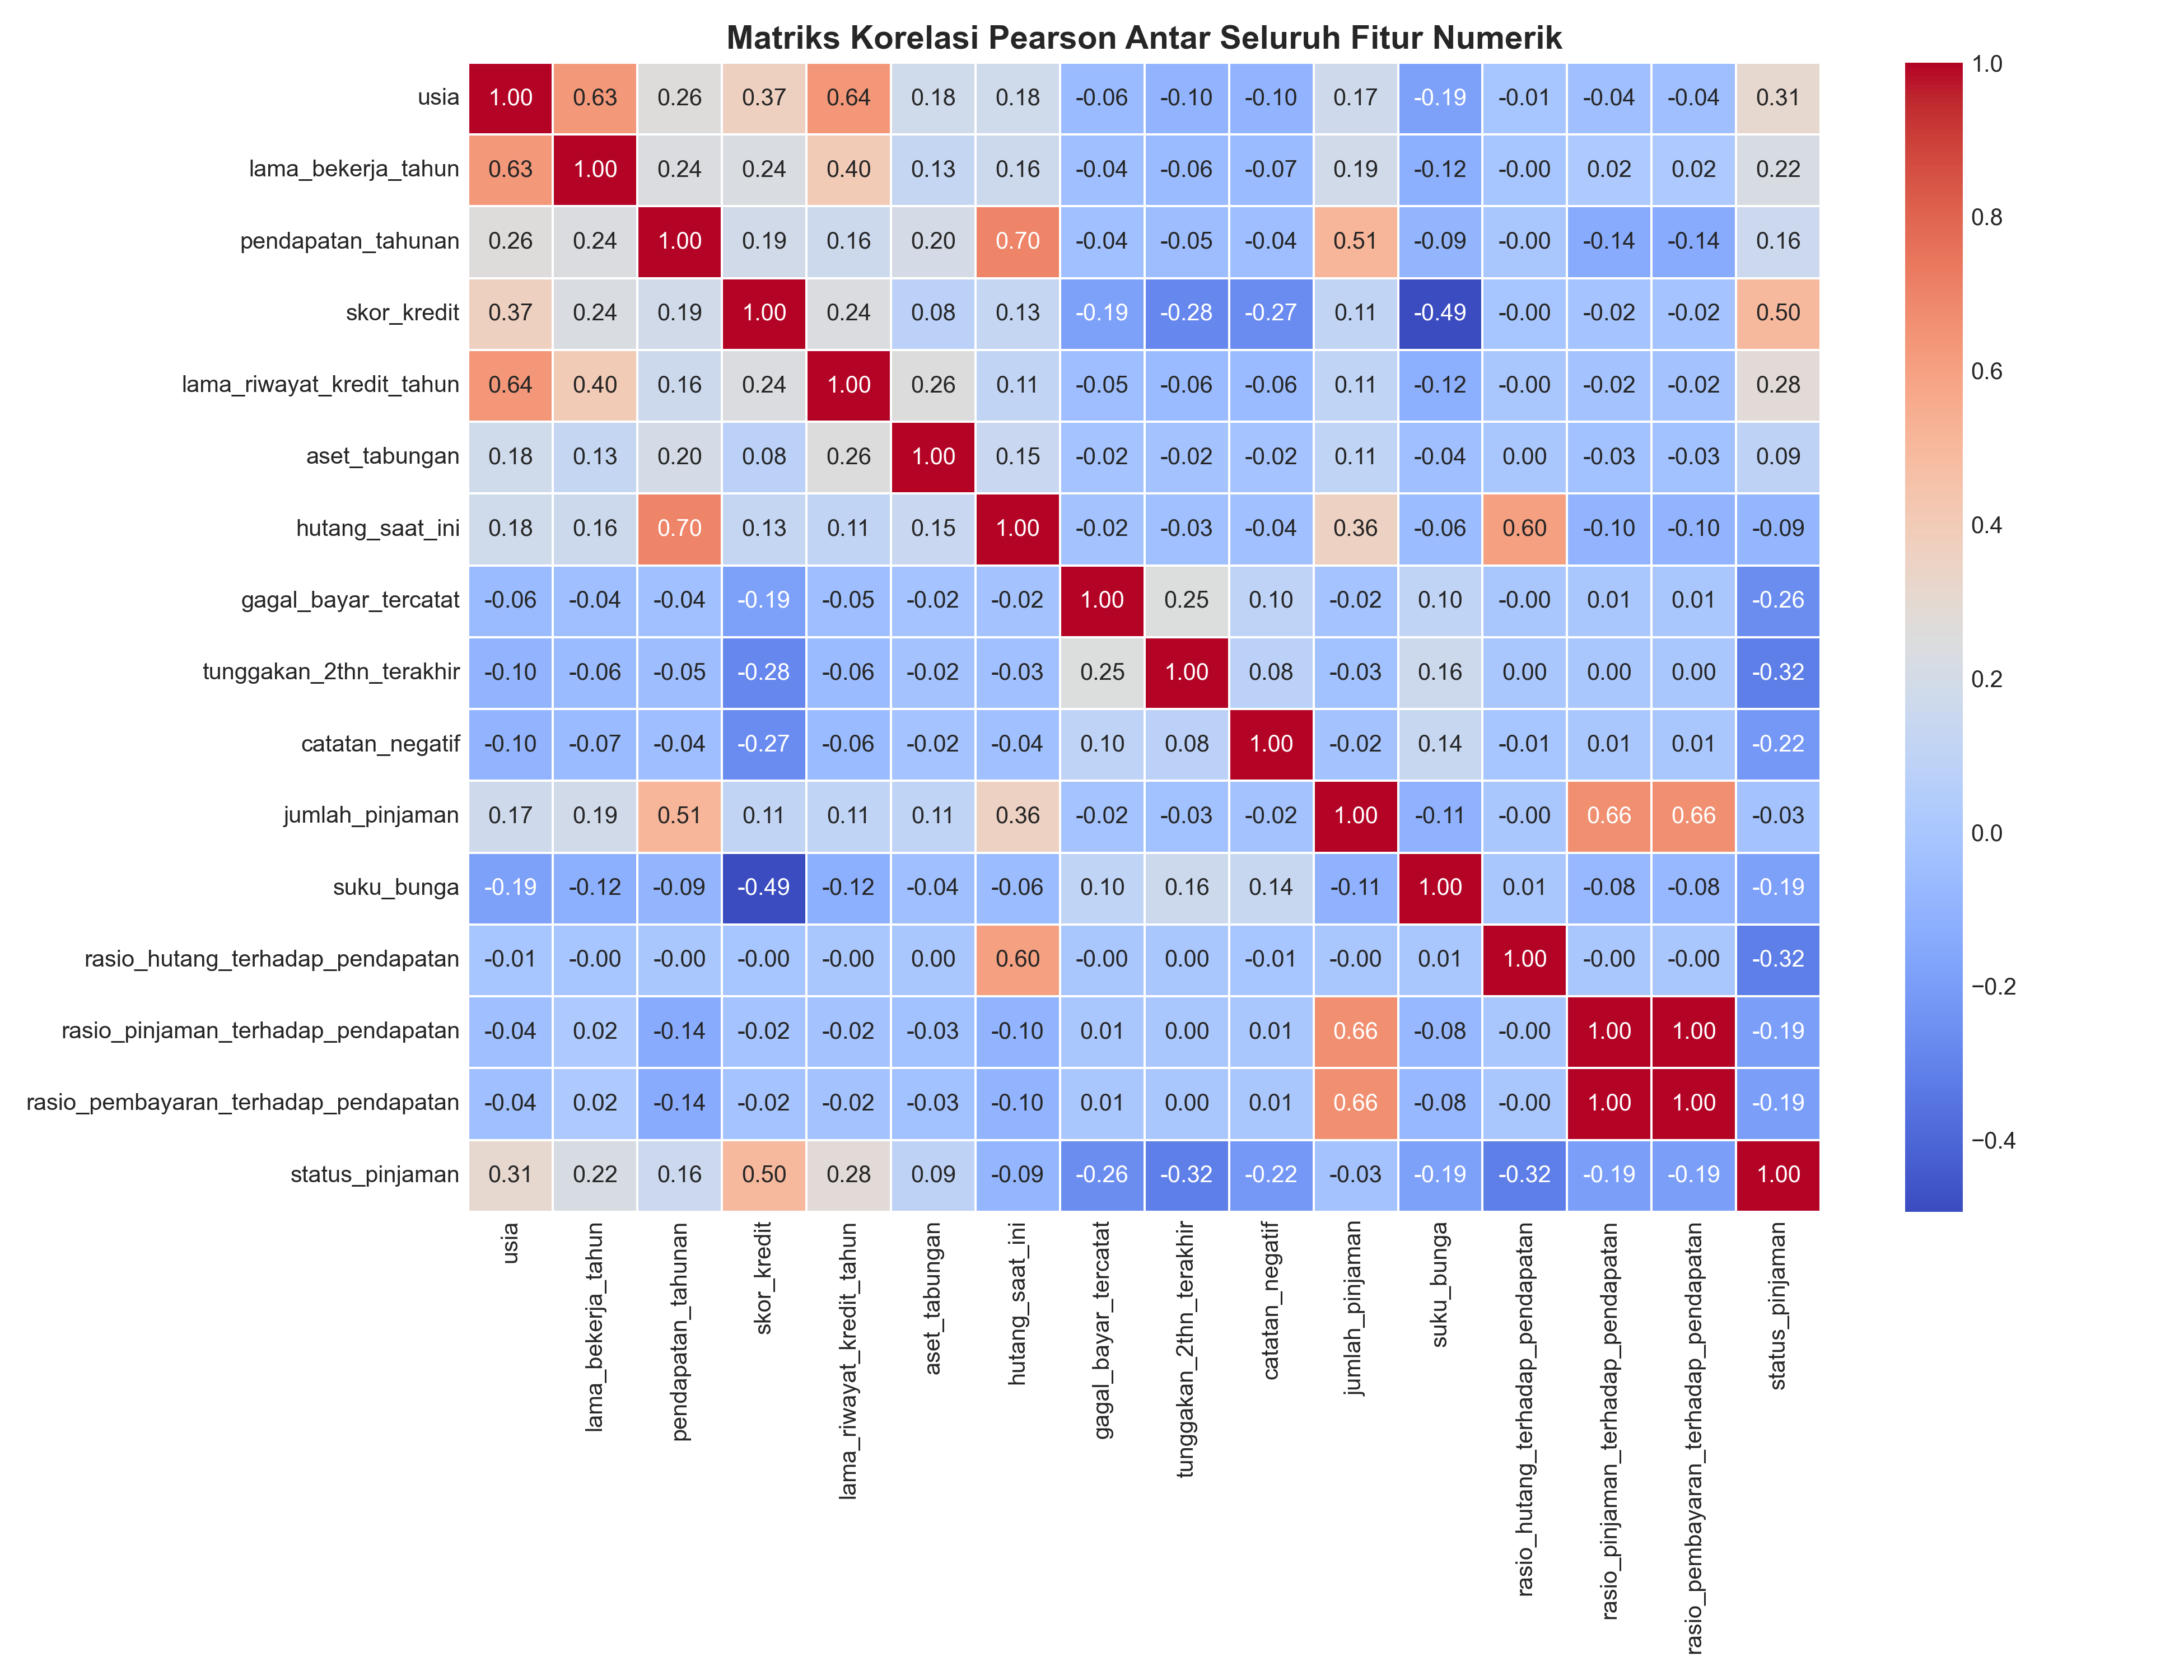 Matriks Korelasi Pearson Antar Seluruh Fitur Numerik
usia 1.00 0.63 0.26 0.37 0.64 0.18 0.18 -0.06 -0.10 -0.10 0.17 -0.19 -0.01 -0.04 -0.04 0.31
lama_bekerja_tahun 0.63 1.00 0.24 0.24 0.40 0.13 0.16 -0.04 -0.06 -0.07 0.19 -0.12 -0.00 0.02 0.02 0.22
pendapatan_tahunan 0.26 0.24 1.00 0.19 0.16 0.20 0.70 -0.04 -0.05 -0.04 0.51 -0.09 -0.00 -0.14 -0.14 0.16
skor_kredit 0.37 0.24 0.19 1.00 0.24 0.08 0.13 -0.19 -0.28 -0.27 0.11 -0.49 -0.00 -0.02 -0.02 0.50
lama_riwayat_kredit_tahun 0.64 0.40 0.16 0.24 1.00 0.26 0.11 -0.05 -0.06 -0.06 0.11 -0.12 -0.00 -0.02 -0.02 0.28
aset_tabungan 0.18 0.13 0.20 0.08 0.26 1.00 0.15 -0.02 -0.02 -0.02 0.11 -0.04 0.00 -0.03 -0.03 0.09
hutang_saat_ini 0.18 0.16 0.70 0.13 0.11 0.15 1.00 -0.02 -0.03 -0.04 0.36 -0.06 0.60 -0.10 -0.10 -0.09
gagal_bayar_tercatat -0.06 -0.04 -0.04 -0.19 -0.05 -0.02 -0.02 1.00 0.25 0.10 -0.02 0.10 -0.00 0.01 0.01 -0.26
tunggakan_2thn_terakhir -0.10 -0.06 -0.05 -0.28 -0.06 -0.02 -0.03 0.25 1.00 0.08 -0.03 0.16 0.00 0.00 0.00 -0.32
catatan_negatif -0.10 -0.07 -0.04 -0.27 -0.06 -0.02 -0.04 0.10 0.08 1.00 -0.02 0.14 -0.01 0.01 0.01 -0.22
jumlah_pinjaman 0.17 0.19 0.51 0.11 0.11 0.11 0.36 -0.02 -0.03 -0.02 1.00 -0.11 -0.00 0.66 0.66 -0.03
suku_bunga -0.19 -0.12 -0.09 -0.49 -0.12 -0.04 -0.06 0.10 0.16 0.14 -0.11 1.00 0.01 -0.08 -0.08 -0.19
rasio_hutang_terhadap_pendapatan -0.01 -0.00 -0.00 -0.00 -0.00 0.00 0.60 -0.00 0.00 -0.01 -0.00 0.01 1.00 -0.00 -0.00 -0.32
rasio_pinjaman_terhadap_pendapatan -0.04 0.02 -0.14 -0.02 -0.02 -0.03 -0.10 0.01 0.00 0.01 0.66 -0.08 -0.00 1.00 1.00 -0.19
rasio_pembayaran_terhadap_pendapatan -0.04 0.02 -0.14 -0.02 -0.02 -0.03 -0.10 0.01 0.00 0.01 0.66 -0.08 -0.00 1.00 1.00 -0.19
status_pinjaman 0.31 0.22 0.16 0.50 0.28 0.09 -0.09 -0.26 -0.32 -0.22 -0.03 -0.19 -0.32 -0.19 -0.19 1.00
usia
lama_bekerja_tahun
pendapatan_tahunan
skor_kredit
lama_riwayat_kredit_tahun
aset_tabungan
hutang_saat_ini
gagal_bayar_tercatat
tunggakan_2thn_terakhir
catatan_negatif
jumlah_pinjaman
suku_bunga
rasio_hutang_terhadap_pendapatan
rasio_pinjaman_terhadap_pendapatan
rasio_pembayaran_terhadap_pendapatan
status_pinjaman
1.0
0.8
0.6
0.4
0.2
0.0
−0.2
−0.4